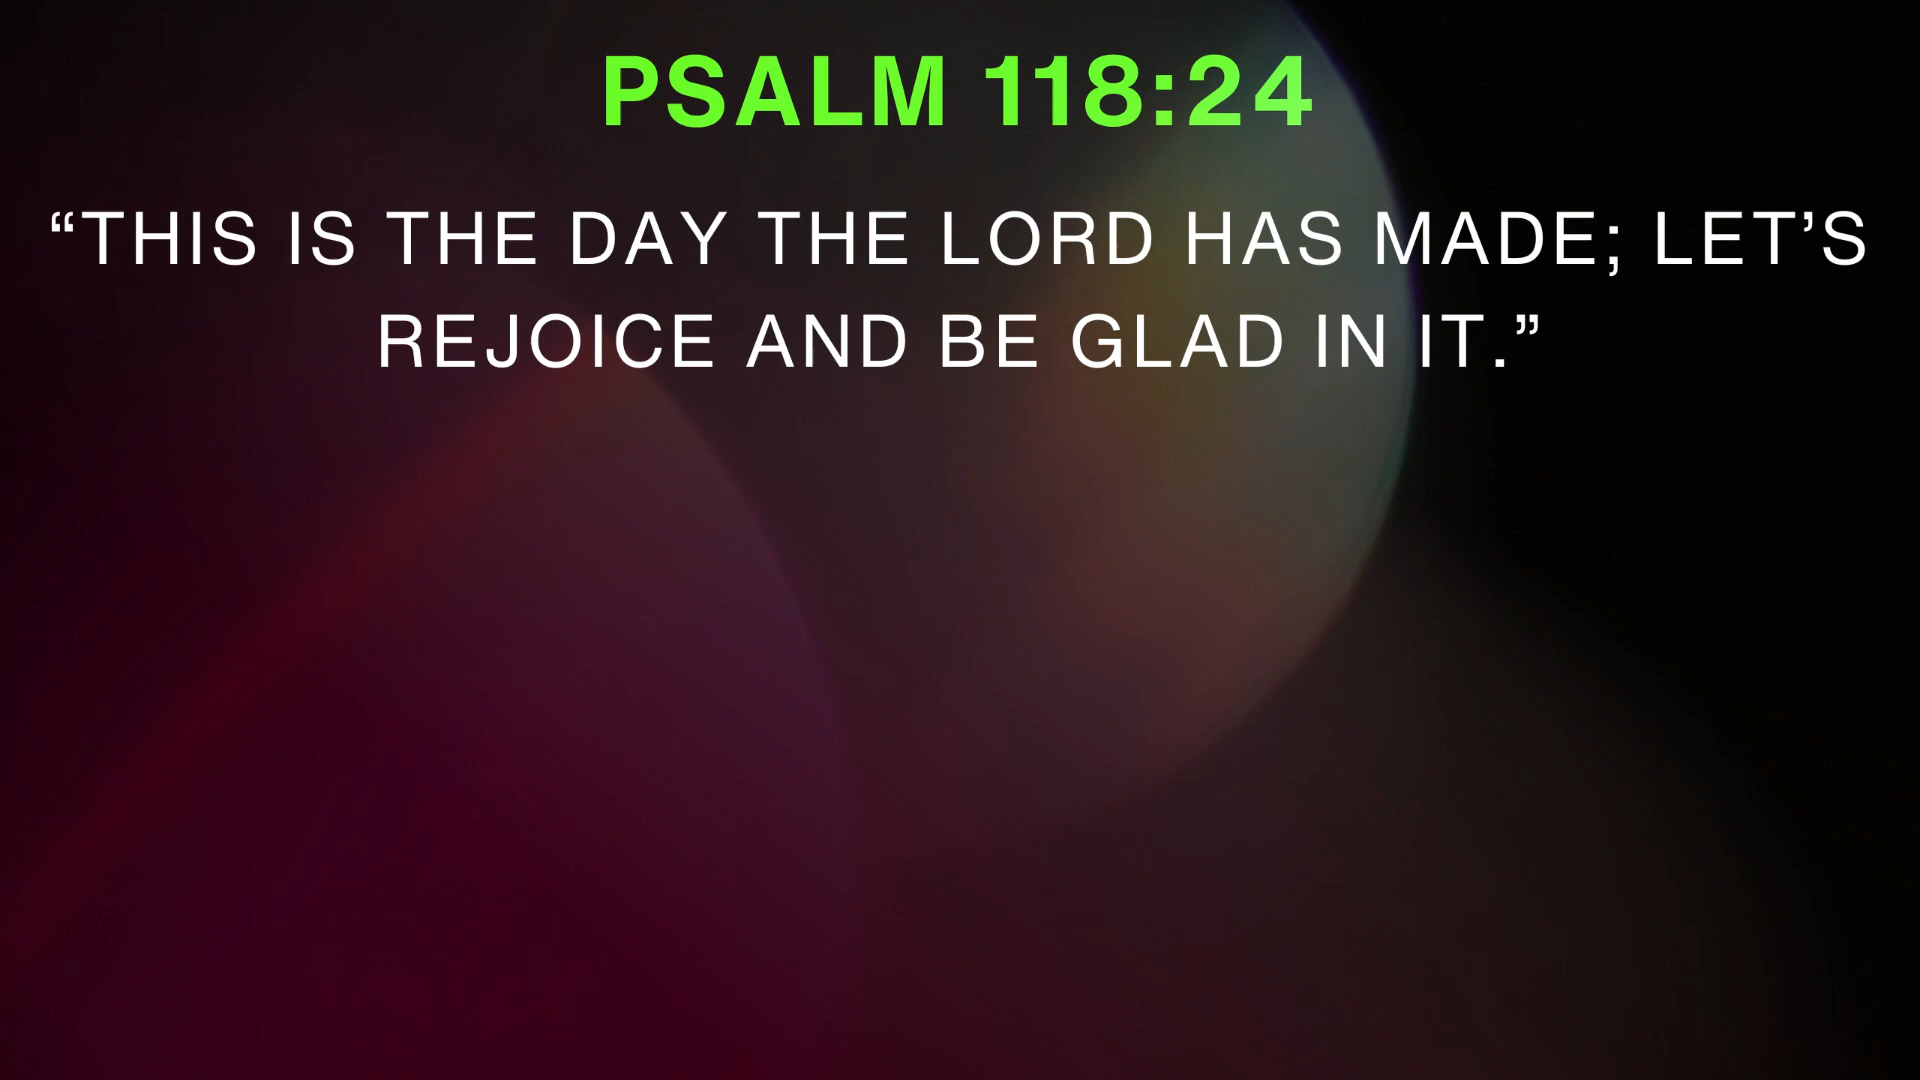 PSALM 118:24
“THIS IS THE DAY THE LORD HAS MADE; LET’S
REJOICE AND BE GLAD IN IT.”